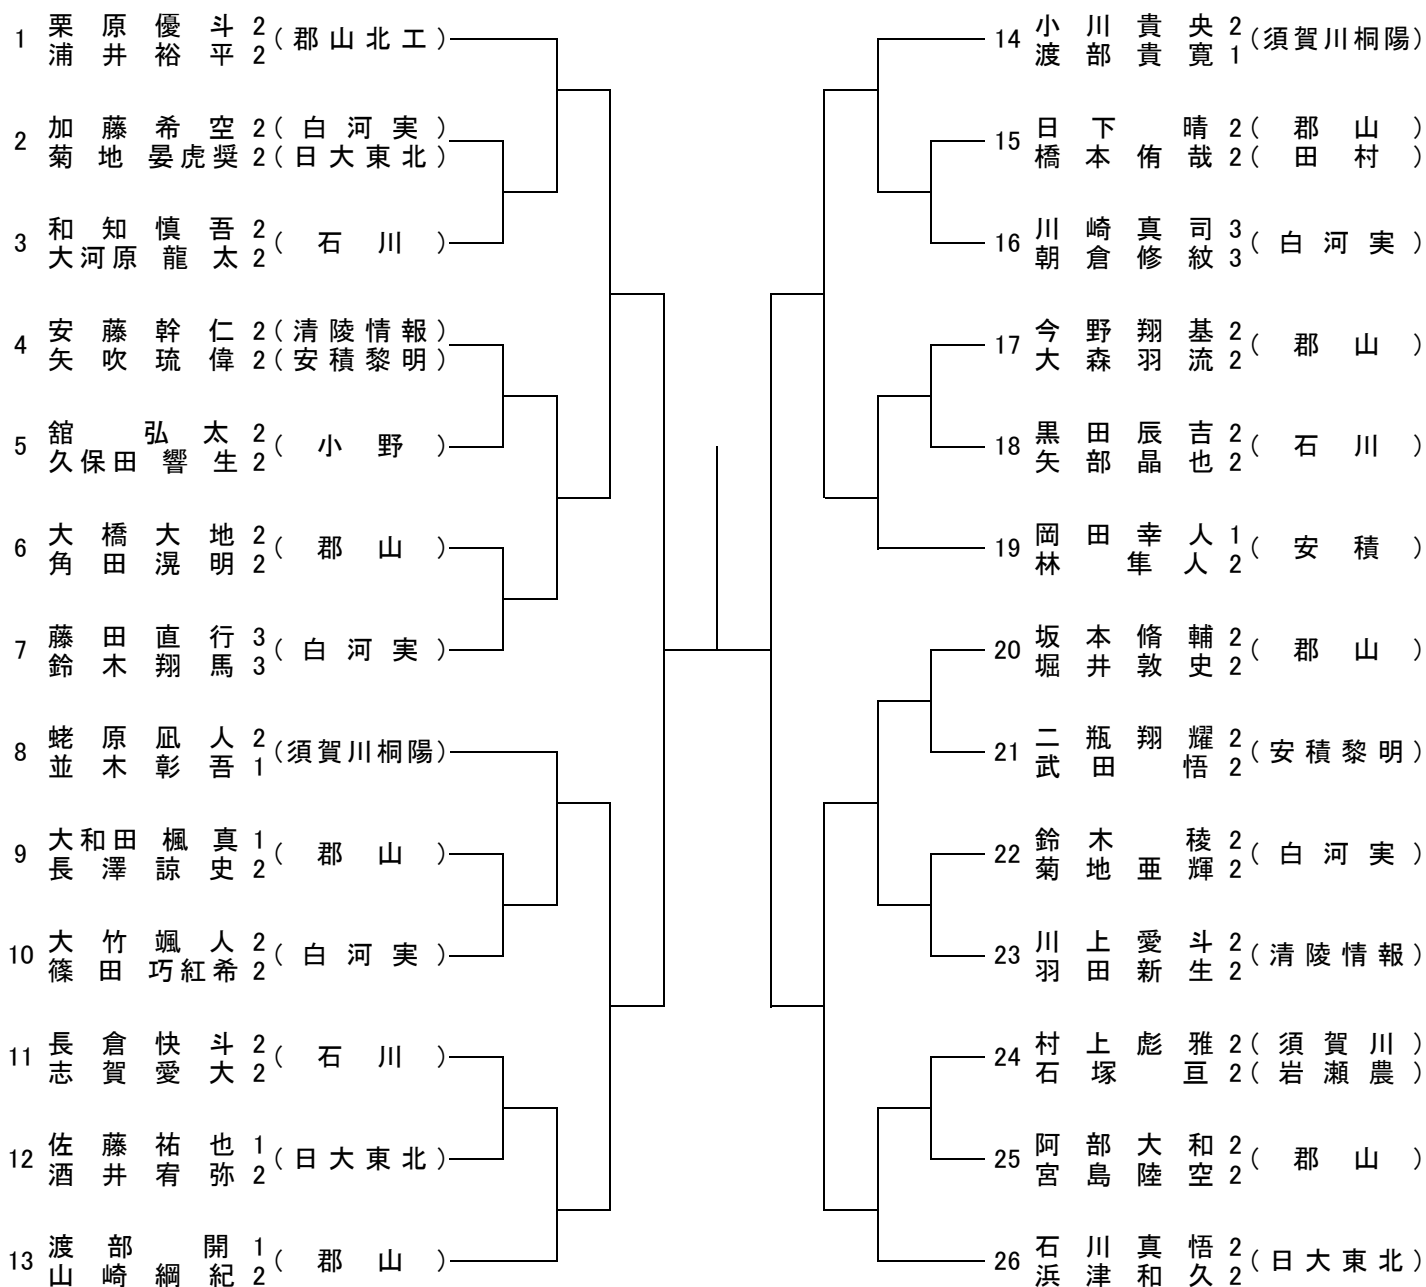 1 栗原優斗 2 (郡山北工)
浦井裕平 2
2 加藤希空 2 (白河実)
菊地晏虎奨 2 (日大東北)
3 和知慎吾 2 (石川)
大河原龍太 2
4 安藤幹仁 2 (清陵情報)
矢吹琉偉 2 (安積黎明)
5 舘弘太 2 (小野)
久保田響生 2
6 大橋大地 2 (郡山)
角田滉明 2
7 藤田直行 3 (白河実)
鈴木翔馬 3
8 蛯原凪人 2 (須賀川桐陽)
並木彰吾 1
9 大和田楓真 1 (郡山)
長澤諒史 2
10 大竹颯人 2 (白河実)
篠田巧紅希 2
11 長倉快斗 2 (石川)
志賀愛大 2
12 佐藤祐也 1 (日大東北)
酒井宥弥 2
13 渡部開 1 (郡山)
山崎綱紀 2
14 小川貴央 2 (須賀川桐陽)
渡部貴寛 1
15 日下晴 2 (郡山)
橋本侑哉 2 (田村)
16 川崎真司 3 (白河実)
朝倉修紋 3
17 今野翔基 2 (郡山)
大森羽流 2
18 黒田辰吉 2 (石川)
矢部晶也 2
19 岡田幸人 1 (安積)
林隼人 2
20 坂本脩輔 2 (郡山)
堀井敦史 2
21 二瓶翔耀 2 (安積黎明)
武田悟 2
22 鈴木稜 2 (白河実)
菊地亜輝 2
23 川上愛斗 2 (清陵情報)
羽田新生 2
24 村上彪雅 2 (須賀川)
石塚亘 2 (岩瀬農)
25 阿部大和 2 (郡山)
宮島陸空 2
26 石川真悟 2 (日大東北)
浜津和久 2